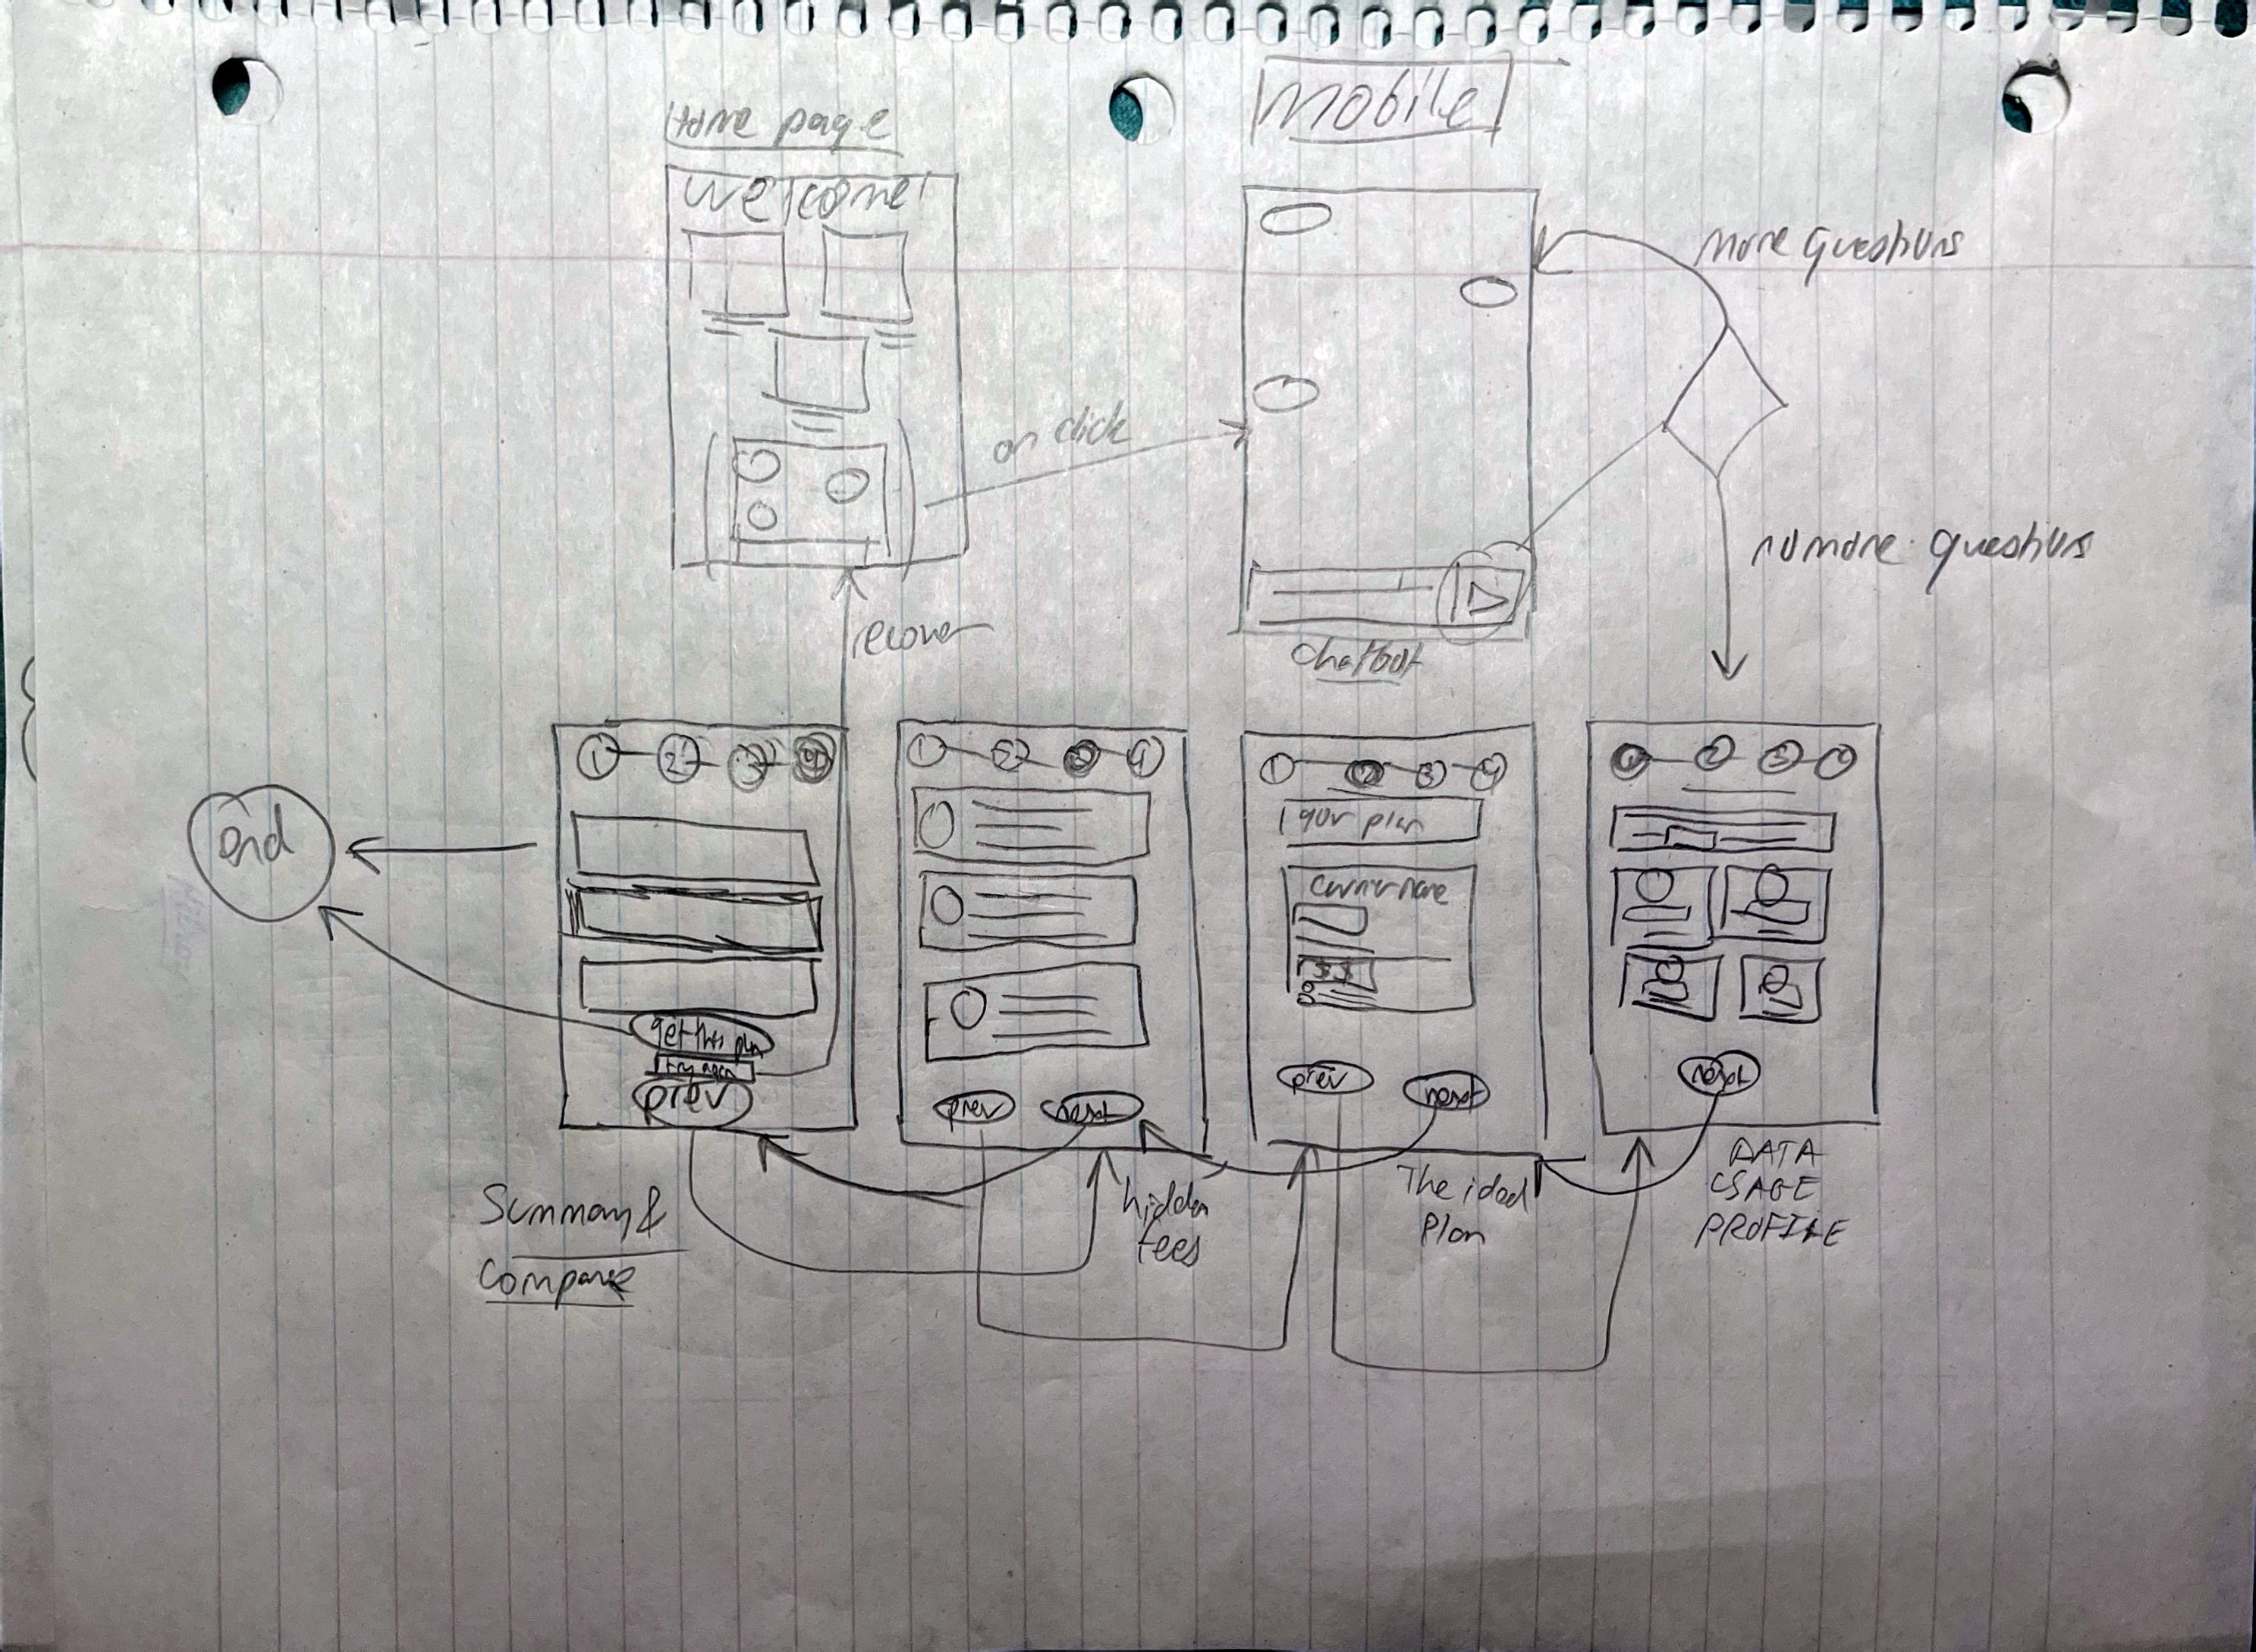 Home page
Mobile
Welcome!
more questions
on click
no more questions
recover
chatbot
1 2 3 4
1 2 3 4
1 2 3 4
1 2 3 4
your plan
end
carrier name
$$
get this plan
try again
prev
prev
next
prev
next
next
Summary &
Compare
hidden
fees
The ideal
Plan
DATA
USAGE
PROFILE